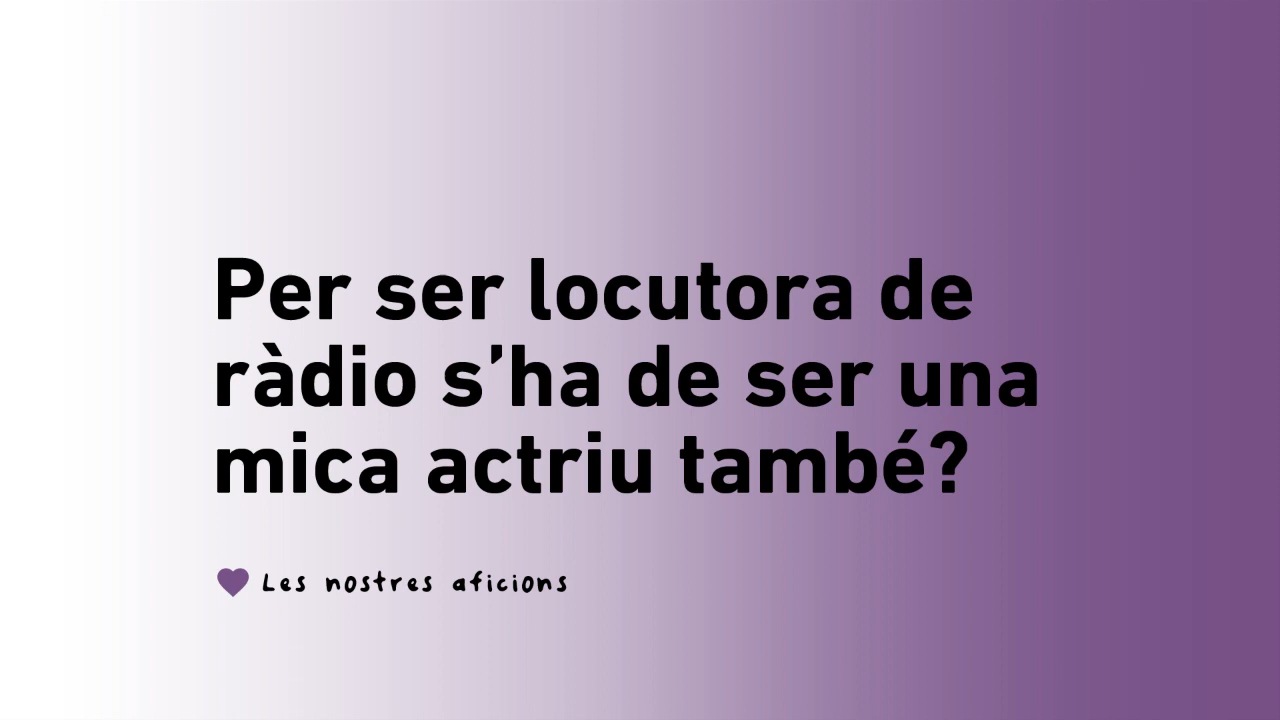 Per ser locutora de
ràdio s’ha de ser una
mica actriu també?
Les nostres aficions